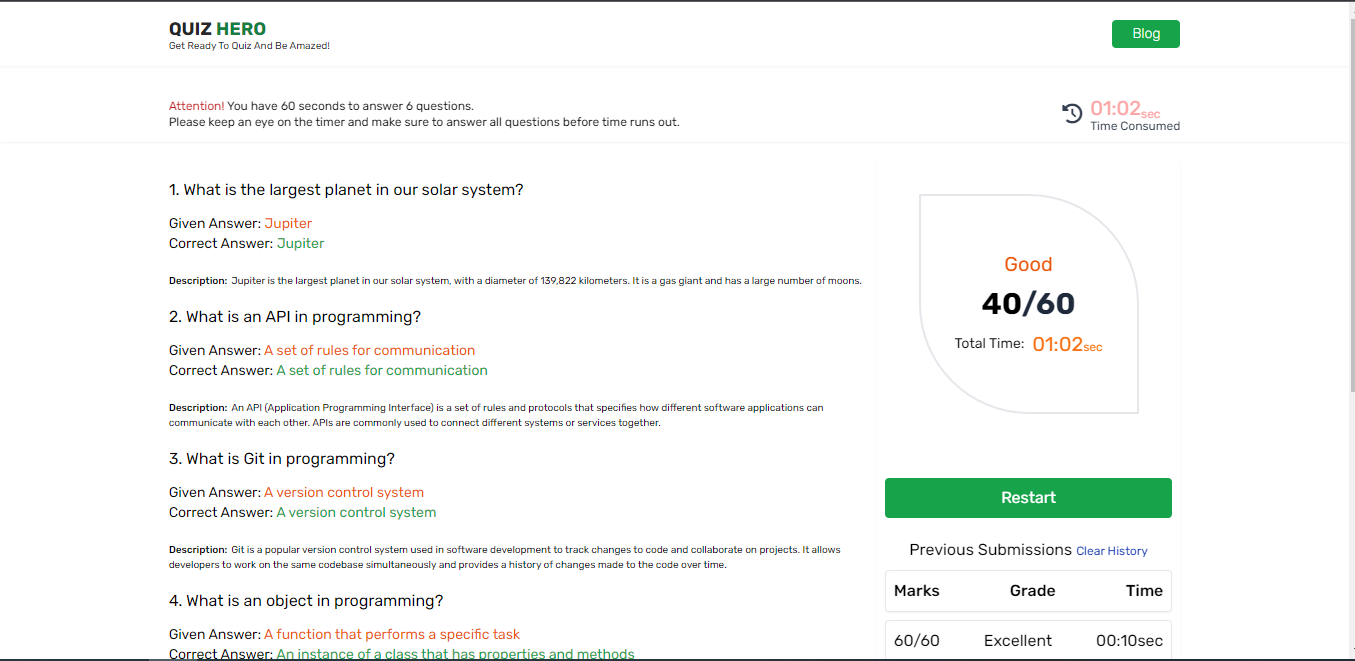 QUIZ HERO
Get Ready To Quiz And Be Amazed!
Blog
Attention! You have 60 seconds to answer 6 questions.
Please keep an eye on the timer and make sure to answer all questions before time runs out.
01:02sec
Time Consumed
1. What is the largest planet in our solar system?
Given Answer: Jupiter
Correct Answer: Jupiter
Description: Jupiter is the largest planet in our solar system, with a diameter of 139,822 kilometers. It is a gas giant and has a large number of moons.
2. What is an API in programming?
Given Answer: A set of rules for communication
Correct Answer: A set of rules for communication
Description: An API (Application Programming Interface) is a set of rules and protocols that specifies how different software applications can
communicate with each other. APIs are commonly used to connect different systems or services together.
3. What is Git in programming?
Given Answer: A version control system
Correct Answer: A version control system
Description: Git is a popular version control system used in software development to track changes to code and collaborate on projects. It allows
developers to work on the same codebase simultaneously and provides a history of changes made to the code over time.
4. What is an object in programming?
Given Answer: A function that performs a specific task
Correct Answer: An instance of a class that has properties and methods
Good
40/60
Total Time: 01:02sec
Restart
Previous Submissions Clear History
Marks Grade Time
60/60 Excellent 00:10sec